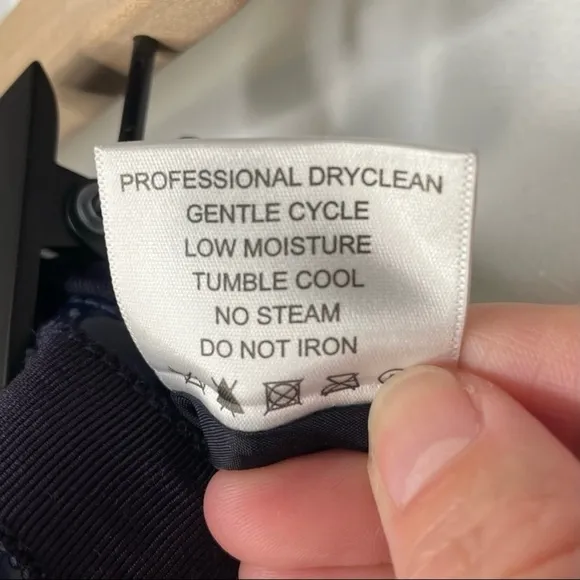 PROFESSIONAL DRYCLEAN
GENTLE CYCLE
LOW MOISTURE
TUMBLE COOL
NO STEAM
DO NOT IRON